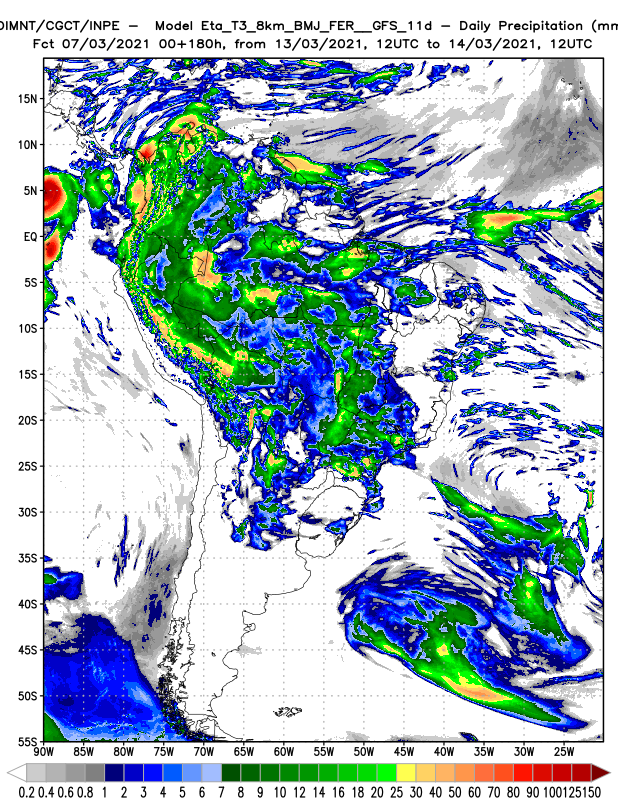 DIMNT/CGCT/INPE – Model Eta_T3_8km_BMJ_FER__GFS_11d – Daily Precipitation (mm
Fct 07/03/2021 00+180h, from 13/03/2021, 12UTC to 14/03/2021, 12UTC
15N
10N
5N
EQ
5S
10S
15S
20S
25S
30S
35S
40S
45S
50S
55S
90W 85W 80W 75W 70W 65W 60W 55W 50W 45W 40W 35W 30W 25W
0.2 0.4 0.6 0.8 1 2 3 4 5 6 7 8 9 10 12 14 16 18 20 25 30 40 50 60 70 80 90 100 125 150